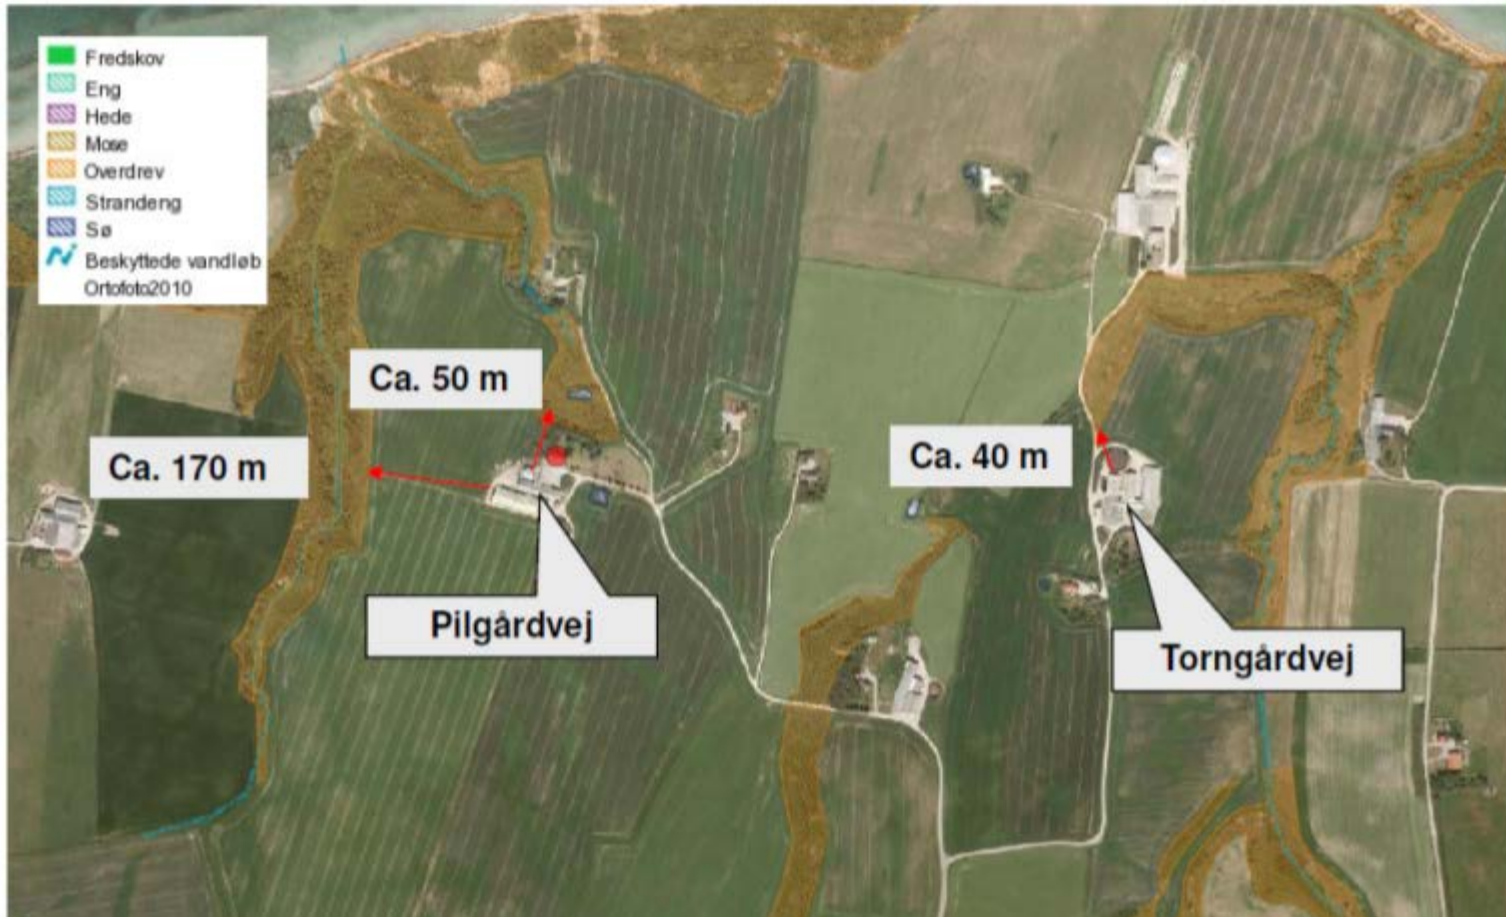 Fredskov
Eng
Hede
Mose
Overdrev
Strandeng
Sø
Beskyttede vandløb
Ortofoto2010
Ca. 50 m
Ca. 170 m
Ca. 40 m
Pilgårdvej
Torngårdvej